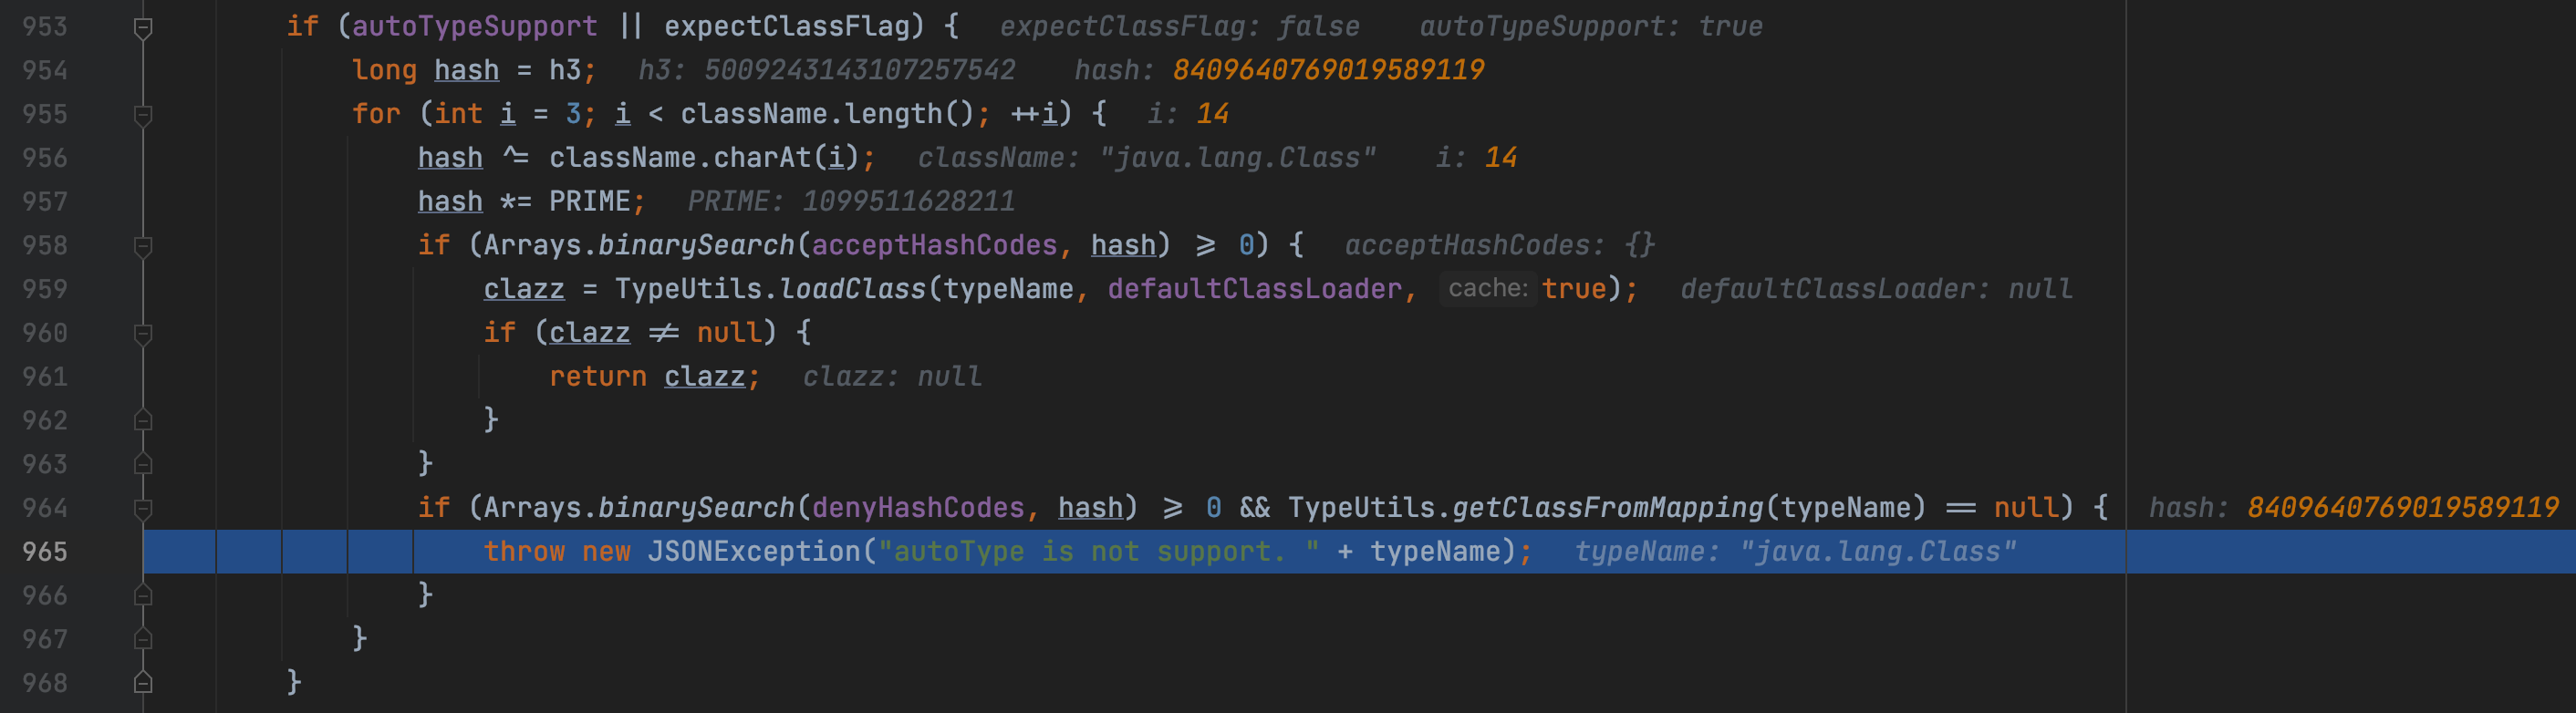 953 if (autoTypeSupport || expectClassFlag) { expectClassFlag: false autoTypeSupport: true
954 long hash = h3; h3: 5009243143107257542 hash: 8409640769019589119
955 for (int i = 3; i < className.length(); ++i) { i: 14
956 hash ^= className.charAt(i); className: "java.lang.Class" i: 14
957 hash *= PRIME; PRIME: 1099511628211
958 if (Arrays.binarySearch(acceptHashCodes, hash) >= 0) { acceptHashCodes: {}
959 clazz = TypeUtils.loadClass(typeName, defaultClassLoader, cache: true); defaultClassLoader: null
960 if (clazz != null) {
961 return clazz; clazz: null
962 }
963 }
964 if (Arrays.binarySearch(denyHashCodes, hash) >= 0 && TypeUtils.getClassFromMapping(typeName) == null) { hash: 8409640769019589119
965 throw new JSONException("autoType is not support. " + typeName); typeName: "java.lang.Class"
966 }
967 }
968 }